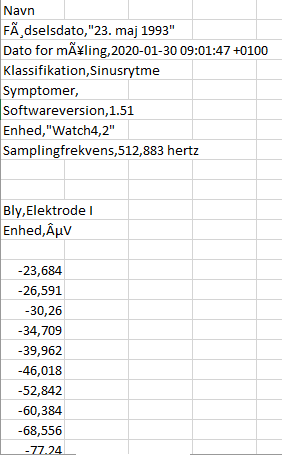 Navn
FÃ¸dselsdato,"23. maj 1993"
Dato for mÃ¥ling,2020-01-30 09:01:47 +0100
Klassifikation,Sinusrytme
Symptomer,
Softwareversion,1.51
Enhed,"Watch4,2"
Samplingfrekvens,512,883 hertz
Bly,Elektrode I
Enhed,ÂµV
-23,684
-26,591
-30,26
-34,709
-39,962
-46,018
-52,842
-60,384
-68,556
-77,24